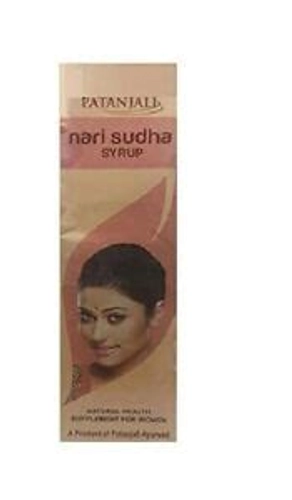 PATANJALI
nari sudha
SYRUP
NATURAL HEALTH
SUPPLEMENT FOR WOMEN
A Product of Patanjali Ayurved